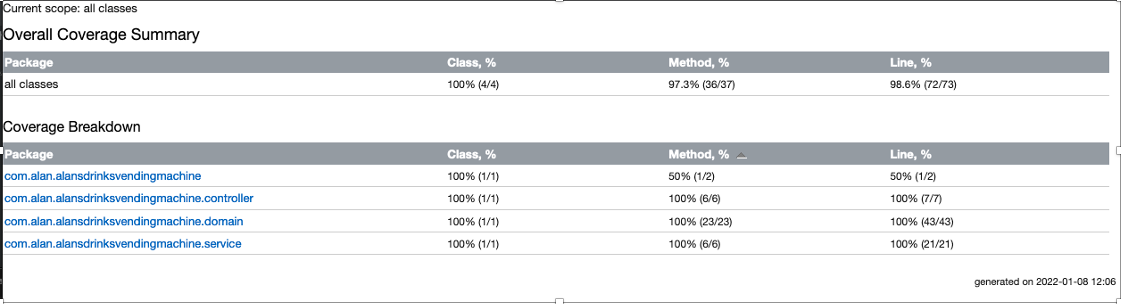 Current scope: all classes
Overall Coverage Summary
Package Class, % Method, % Line, %
all classes 100% (4/4) 97.3% (36/37) 98.6% (72/73)
Coverage Breakdown
Package Class, % Method, % Line, %
com.alan.alansdrinksvendingmachine 100% (1/1) 50% (1/2) 50% (1/2)
com.alan.alansdrinksvendingmachine.controller 100% (1/1) 100% (6/6) 100% (7/7)
com.alan.alansdrinksvendingmachine.domain 100% (1/1) 100% (23/23) 100% (43/43)
com.alan.alansdrinksvendingmachine.service 100% (1/1) 100% (6/6) 100% (21/21)
generated on 2022-01-08 12:06